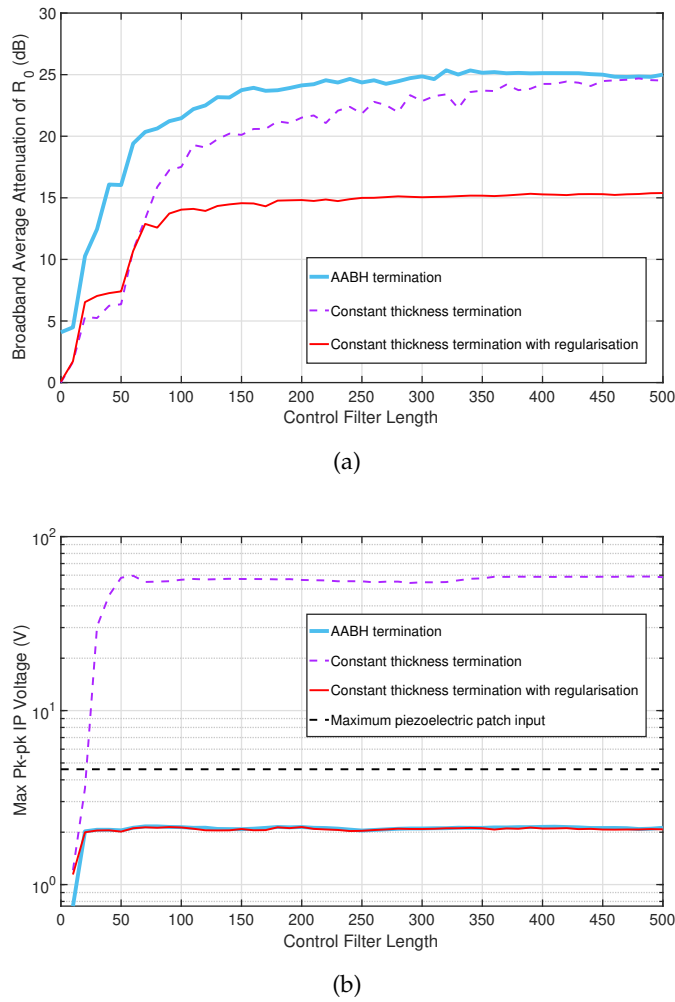 30
25
20
15
10
5
0
Broadband Average Attenuation of R₀ (dB)
0 50 100 150 200 250 300 350 400 450 500
Control Filter Length
AABH termination
Constant thickness termination
Constant thickness termination with regularisation
(a)
10²
10¹
10⁰
Max Pk-pk IP Voltage (V)
0 50 100 150 200 250 300 350 400 450 500
Control Filter Length
AABH termination
Constant thickness termination
Constant thickness termination with regularisation
Maximum piezoelectric patch input
(b)